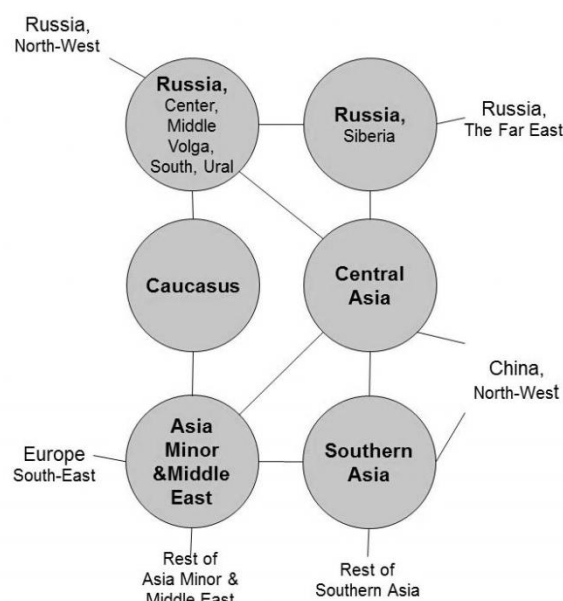 Russia,
North-West
Russia,
Center,
Middle
Volga,
South, Ural
Russia,
Siberia
Russia,
The Far East
Caucasus
Central
Asia
China,
North-West
Europe
South-East
Asia
Minor
&Middle
East
Southern
Asia
Rest of
Asia Minor &
Middle East
Rest of
Southern Asia